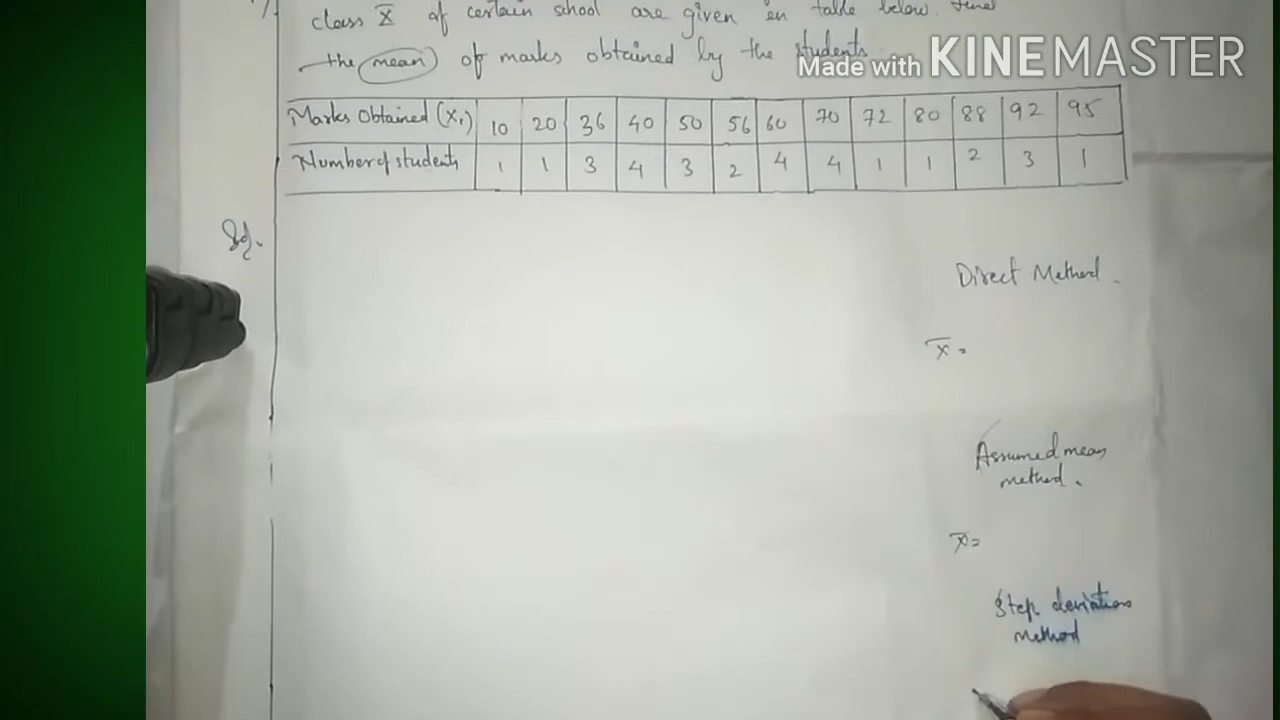 class X̄ of certain school are given in table below. Find
the mean of marks obtained by the students
Made with KINEMASTER
Marks Obtained (x₁) 10 20 36 40 50 56 60 70 72 80 88 92 95
Number of students 1 1 3 4 3 2 4 4 1 1 2 3 1
Sol.
Direct Method.
x̄ =
Assumed mean
method.
x̄ =
Step deviation
method